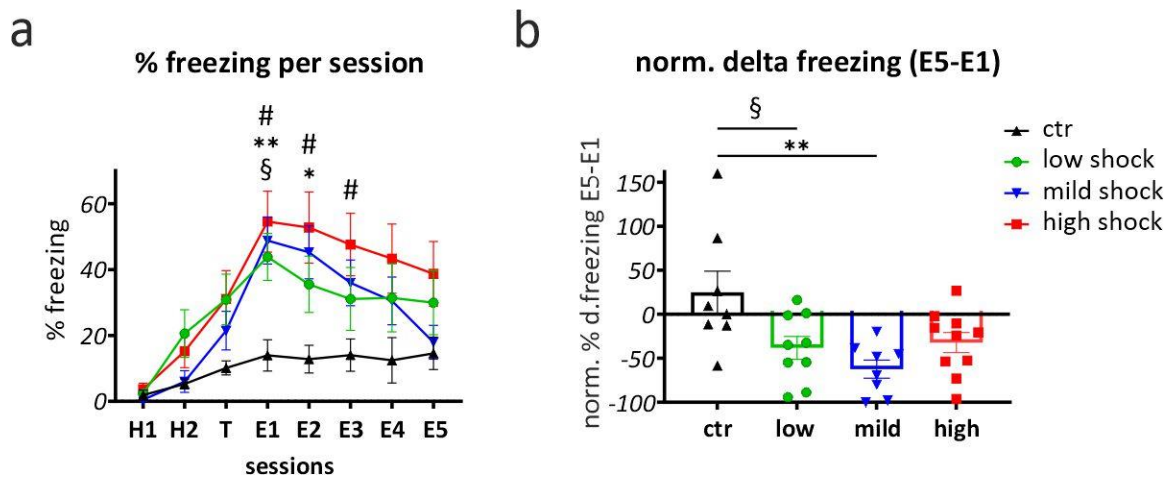 a
% freezing per session
#
**
§
#
*
#
% freezing
60
40
20
0
H1 H2 T E1 E2 E3 E4 E5
sessions
b
norm. delta freezing (E5-E1)
§
**
norm. % d.freezing E5-E1
150
100
50
0
-50
-100
ctr low mild high
ctr
low shock
mild shock
high shock